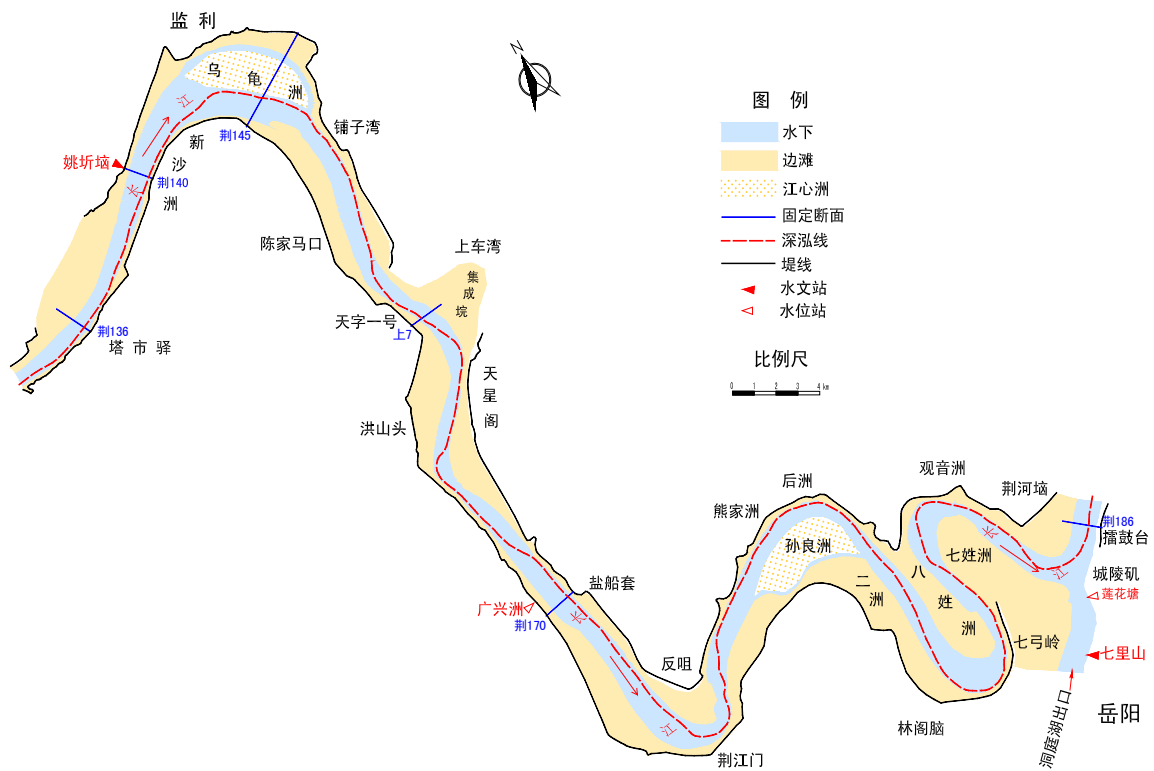 监 利
N
乌 龟 洲
江
图 例
水下
铺子湾
荆145
新沙洲
边滩
姚圻垴
荆140
长
江心洲
固定断面
陈家马口
上车湾
深泓线
堤线
集成垸
水文站
水位站
天字一号
上7
荆136
塔 市 驿
比例尺
0 1 2 3 4 km
天星阁
洪山头
观音洲
后洲
荆河垴
熊家洲
荆186
擂鼓台
长
孙良洲
七姓洲
江
城陵矶
二洲
八姓洲
莲花塘
盐船套
广兴洲
荆170
长
七弓岭
七里山
反咀
洞庭湖出口
岳阳
江
林阁脑
荆江门